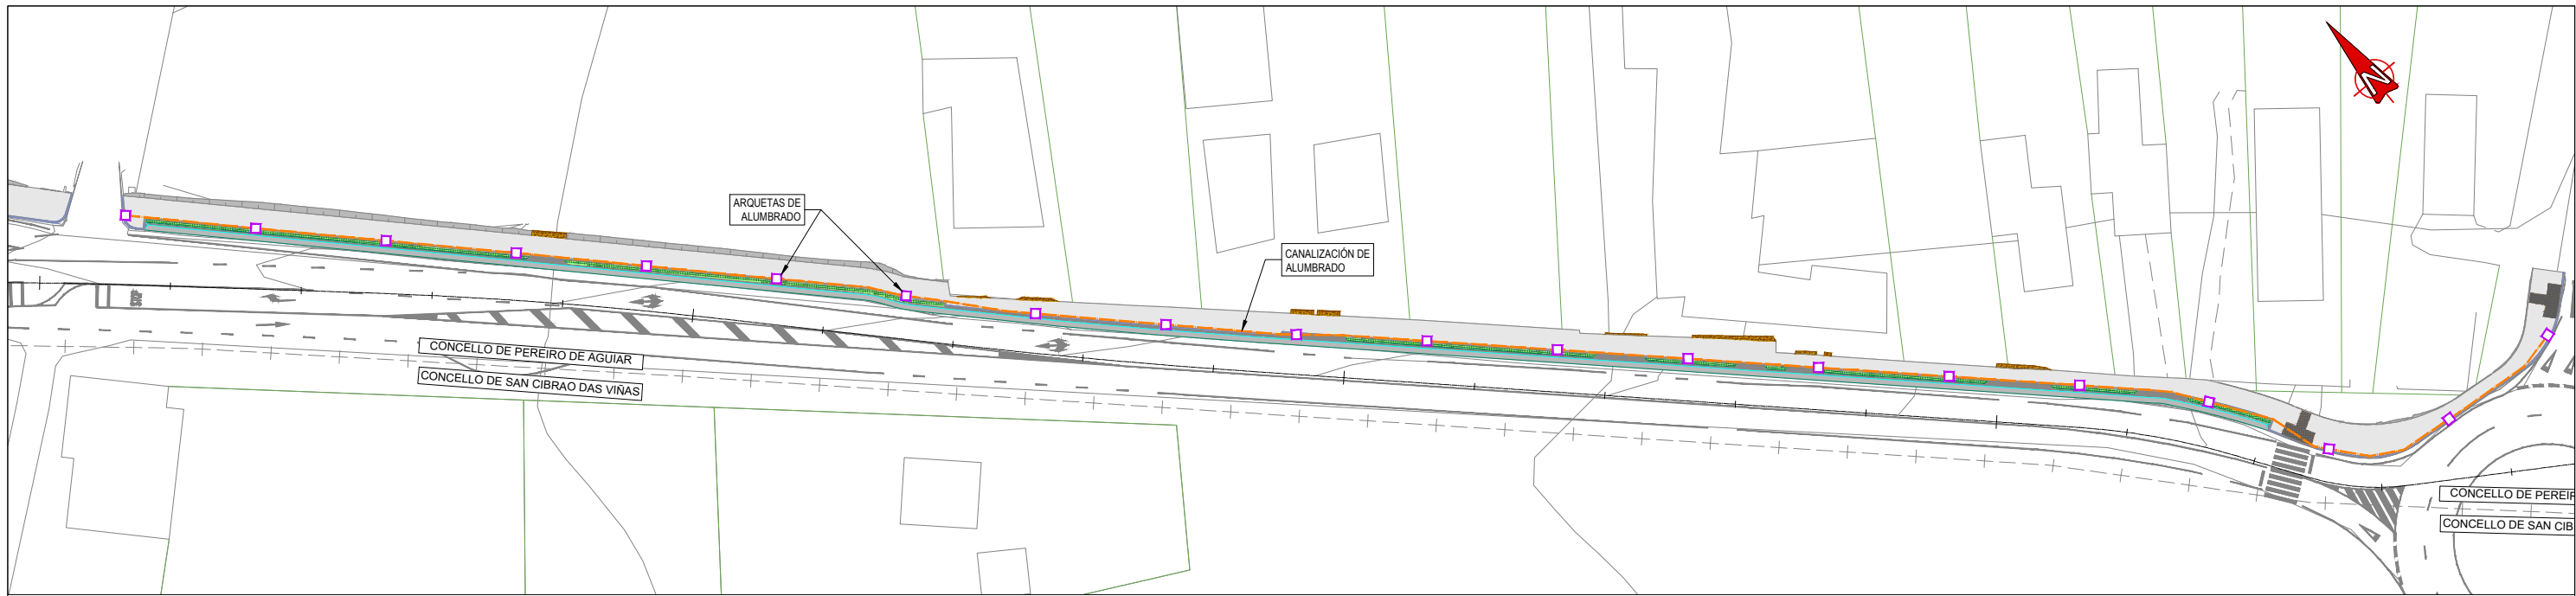 N
ARQUETAS DE
ALUMBRADO
CANALIZACIÓN DE
ALUMBRADO
CONCELLO DE PEREIRO DE AGUIAR
CONCELLO DE SAN CIBRAO DAS VIÑAS
CONCELLO DE PEREIR
CONCELLO DE SAN CIB